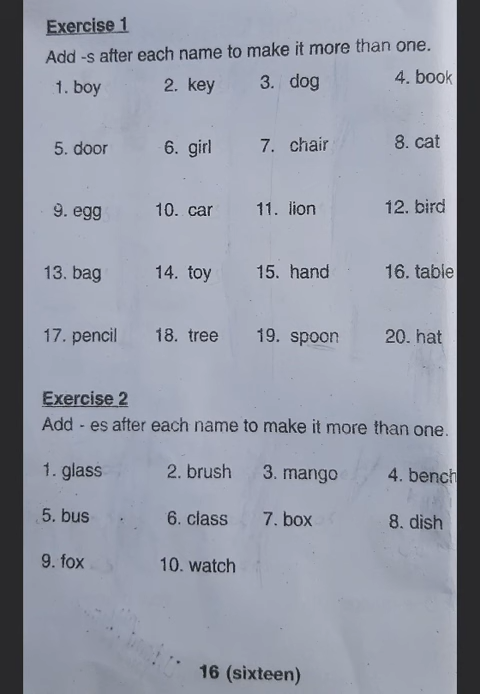 Exercise 1
Add -s after each name to make it more than one.
1. boy 2. key 3. dog 4. book
5. door 6. girl 7. chair 8. cat
9. egg 10. car 11. lion 12. bird
13. bag 14. toy 15. hand 16. table
17. pencil 18. tree 19. spoon 20. hat
Exercise 2
Add - es after each name to make it more than one.
1. glass 2. brush 3. mango 4. bench
5. bus 6. class 7. box 8. dish
9. fox 10. watch
16 (sixteen)